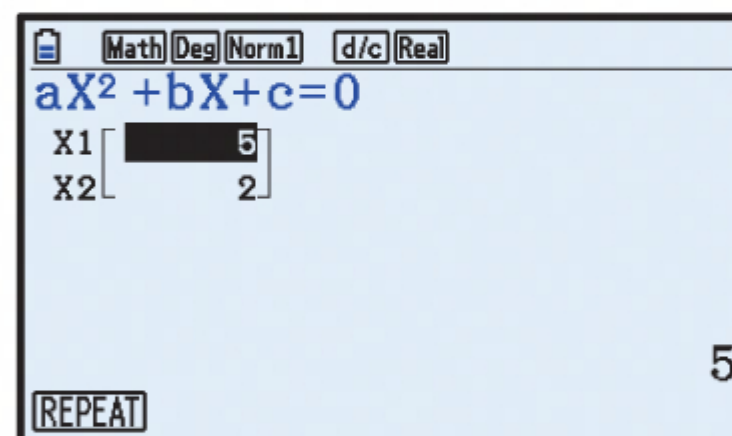 Math Deg Norm1 d/c Real
aX² +bX+c=0
X1 5
X2 2
5
REPEAT